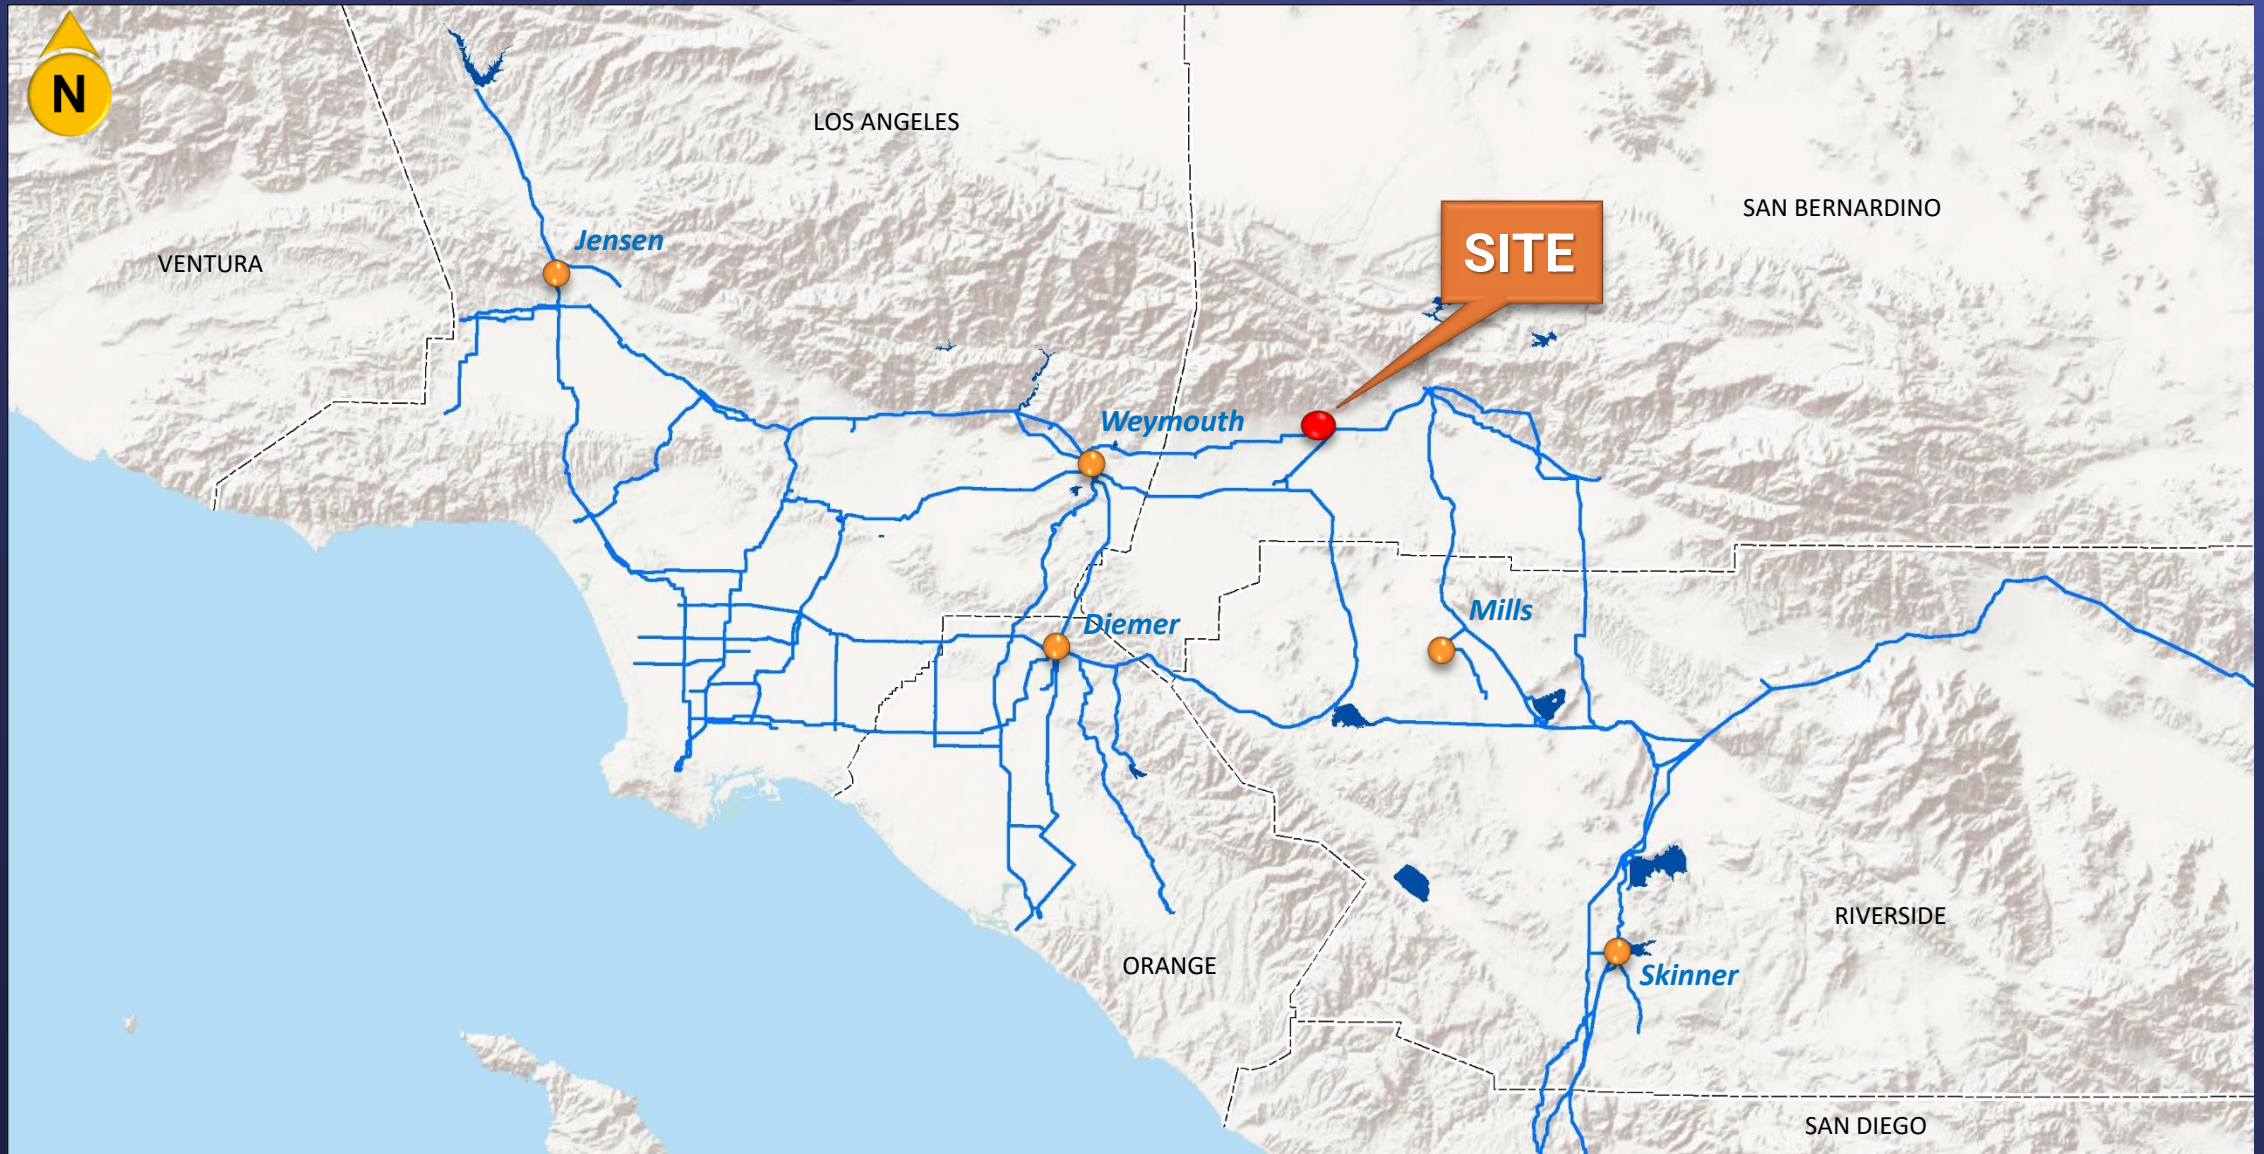 N
LOS ANGELES
SAN BERNARDINO
SITE
Jensen
VENTURA
Weymouth
Mills
Diemer
RIVERSIDE
ORANGE
Skinner
SAN DIEGO